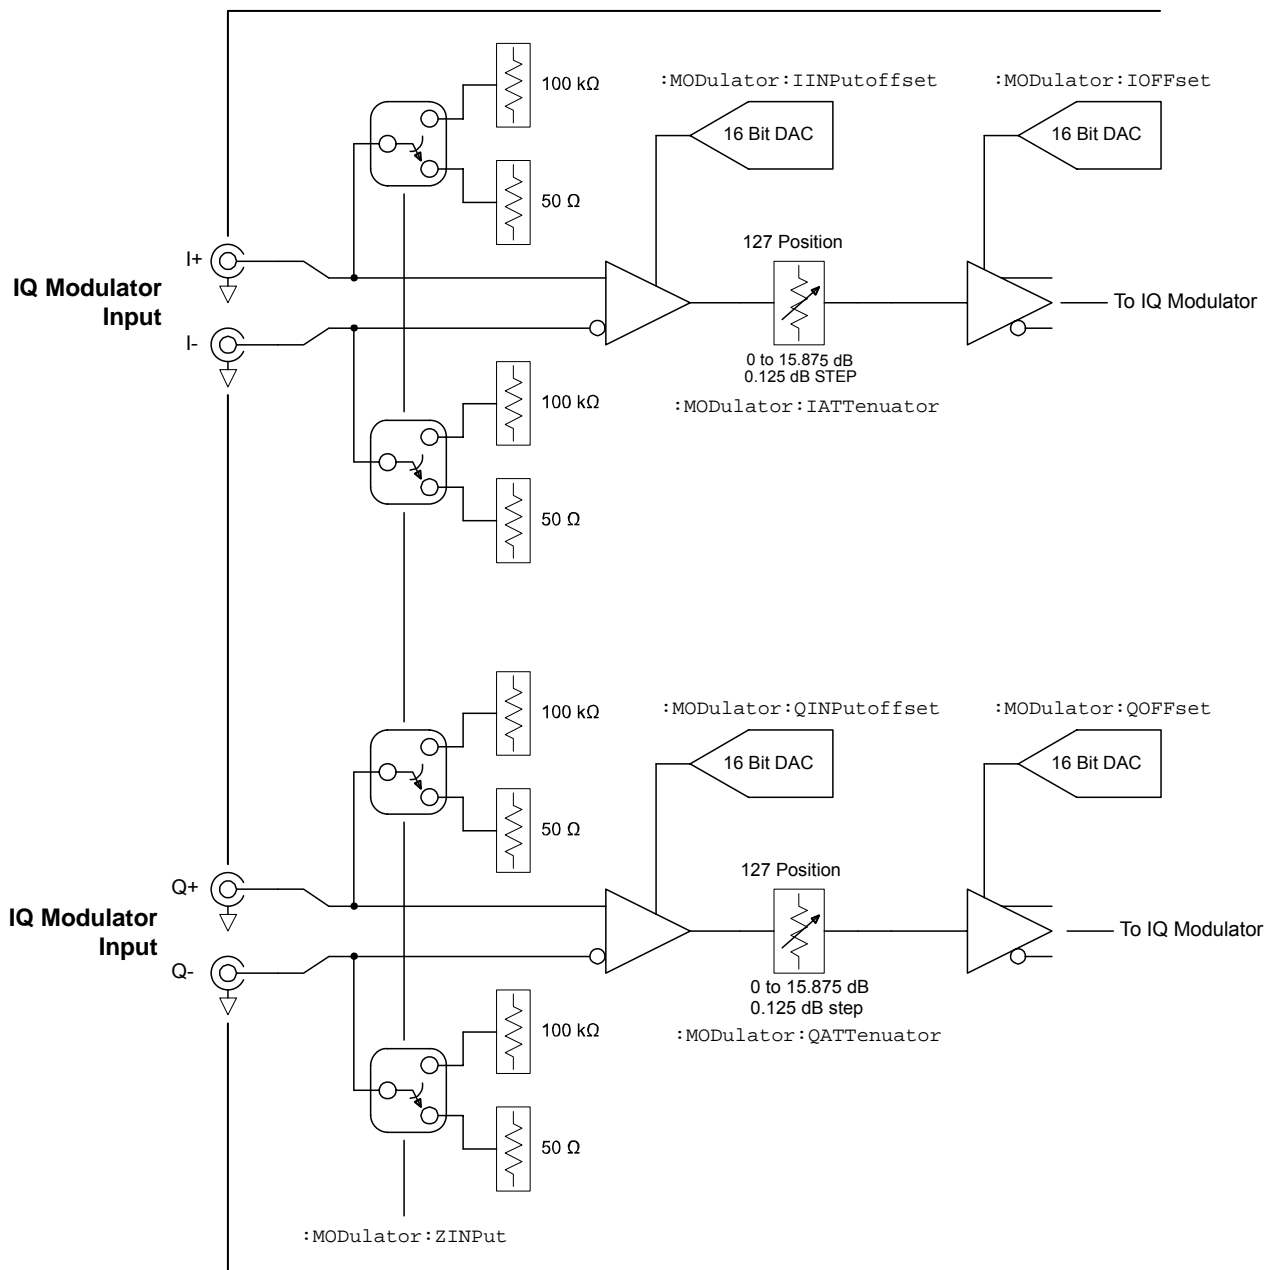 100 kΩ
:MODulator:IINPutoffset
:MODulator:IOFFset
16 Bit DAC
16 Bit DAC
50 Ω
127 Position
I+
IQ Modulator
Input
To IQ Modulator
I-
0 to 15.875 dB
0.125 dB STEP
100 kΩ
:MODulator:IATTenuator
50 Ω
100 kΩ
:MODulator:QINPutoffset
:MODulator:QOFFset
16 Bit DAC
16 Bit DAC
50 Ω
127 Position
Q+
IQ Modulator
Input
To IQ Modulator
Q-
0 to 15.875 dB
0.125 dB step
100 kΩ
:MODulator:QATTenuator
50 Ω
:MODulator:ZINPut